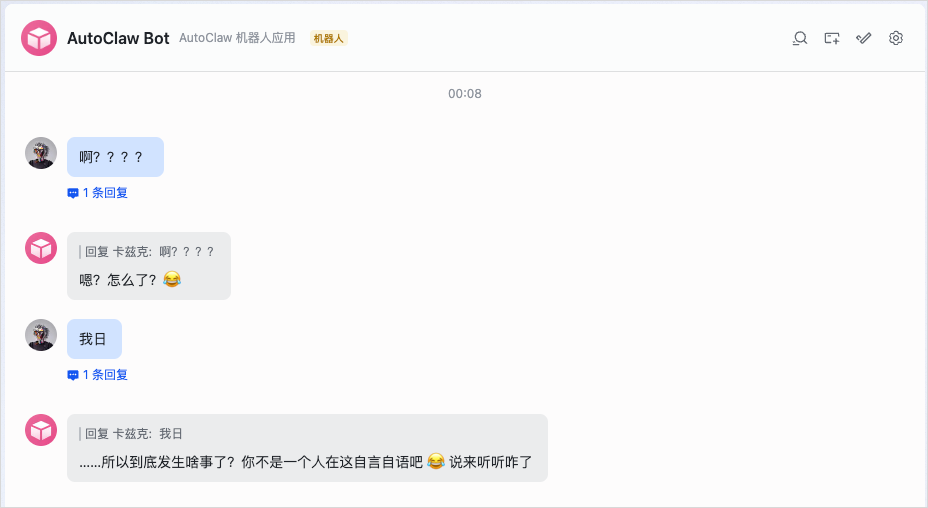 AutoClaw Bot AutoClaw 机器人应用 机器人
00:08
啊？？？？
1 条回复
回复 卡兹克: 啊？？？？
嗯？怎么了？😂
我日
1 条回复
回复 卡兹克: 我日
……所以到底发生啥事了？你不是一个人在这自言自语吧 😂 说来听听咋了